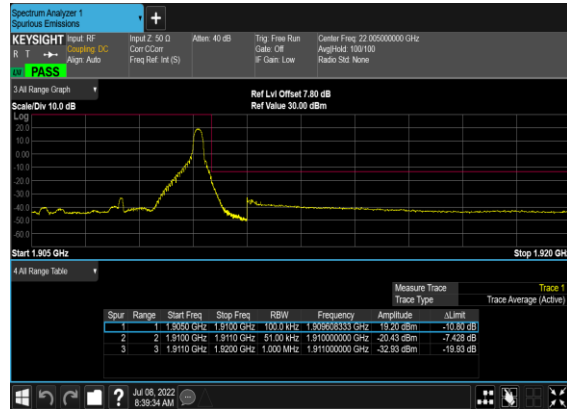 Spectrum Analyzer 1
Spurious Emissions
KEYSIGHT Input: RF Input Z: 50 Ω Atten: 40 dB Trig: Free Run Center Freq: 22.005000000 GHz
R T Coupling: DC Corr CCorr Gate: Off Avg|Hold: 100/100
Align: Auto Freq Ref: Int (S) IF Gain: Low Radio Std: None
LW PASS
3 All Range Graph
Ref Lvl Offset 7.80 dB
Scale/Div 10.0 dB Ref Value 30.00 dBm
Log
20.0
10.0
0.00
-10.0
-20.0
-30.0
-40.0
-50.0
-60.0
Start 1.905 GHz Stop 1.920 GH
4 All Range Table
Measure Trace Trace 1
Trace Type Trace Average (Active)
Spur Range Start Freq Stop Freq RBW Frequency Amplitude ΔLimit
1 1 1.9050 GHz 1.9100 GHz 100.0 kHz 1.909608333 GHz 19.20 dBm -10.80 dB
2 2 1.9100 GHz 1.9110 GHz 51.00 kHz 1.910000000 GHz -20.43 dBm -7.428 dB
3 3 1.9110 GHz 1.9200 GHz 1.000 MHz 1.911000000 GHz -32.93 dBm -19.93 dB
Jul 08, 2022
8:39:34 AM